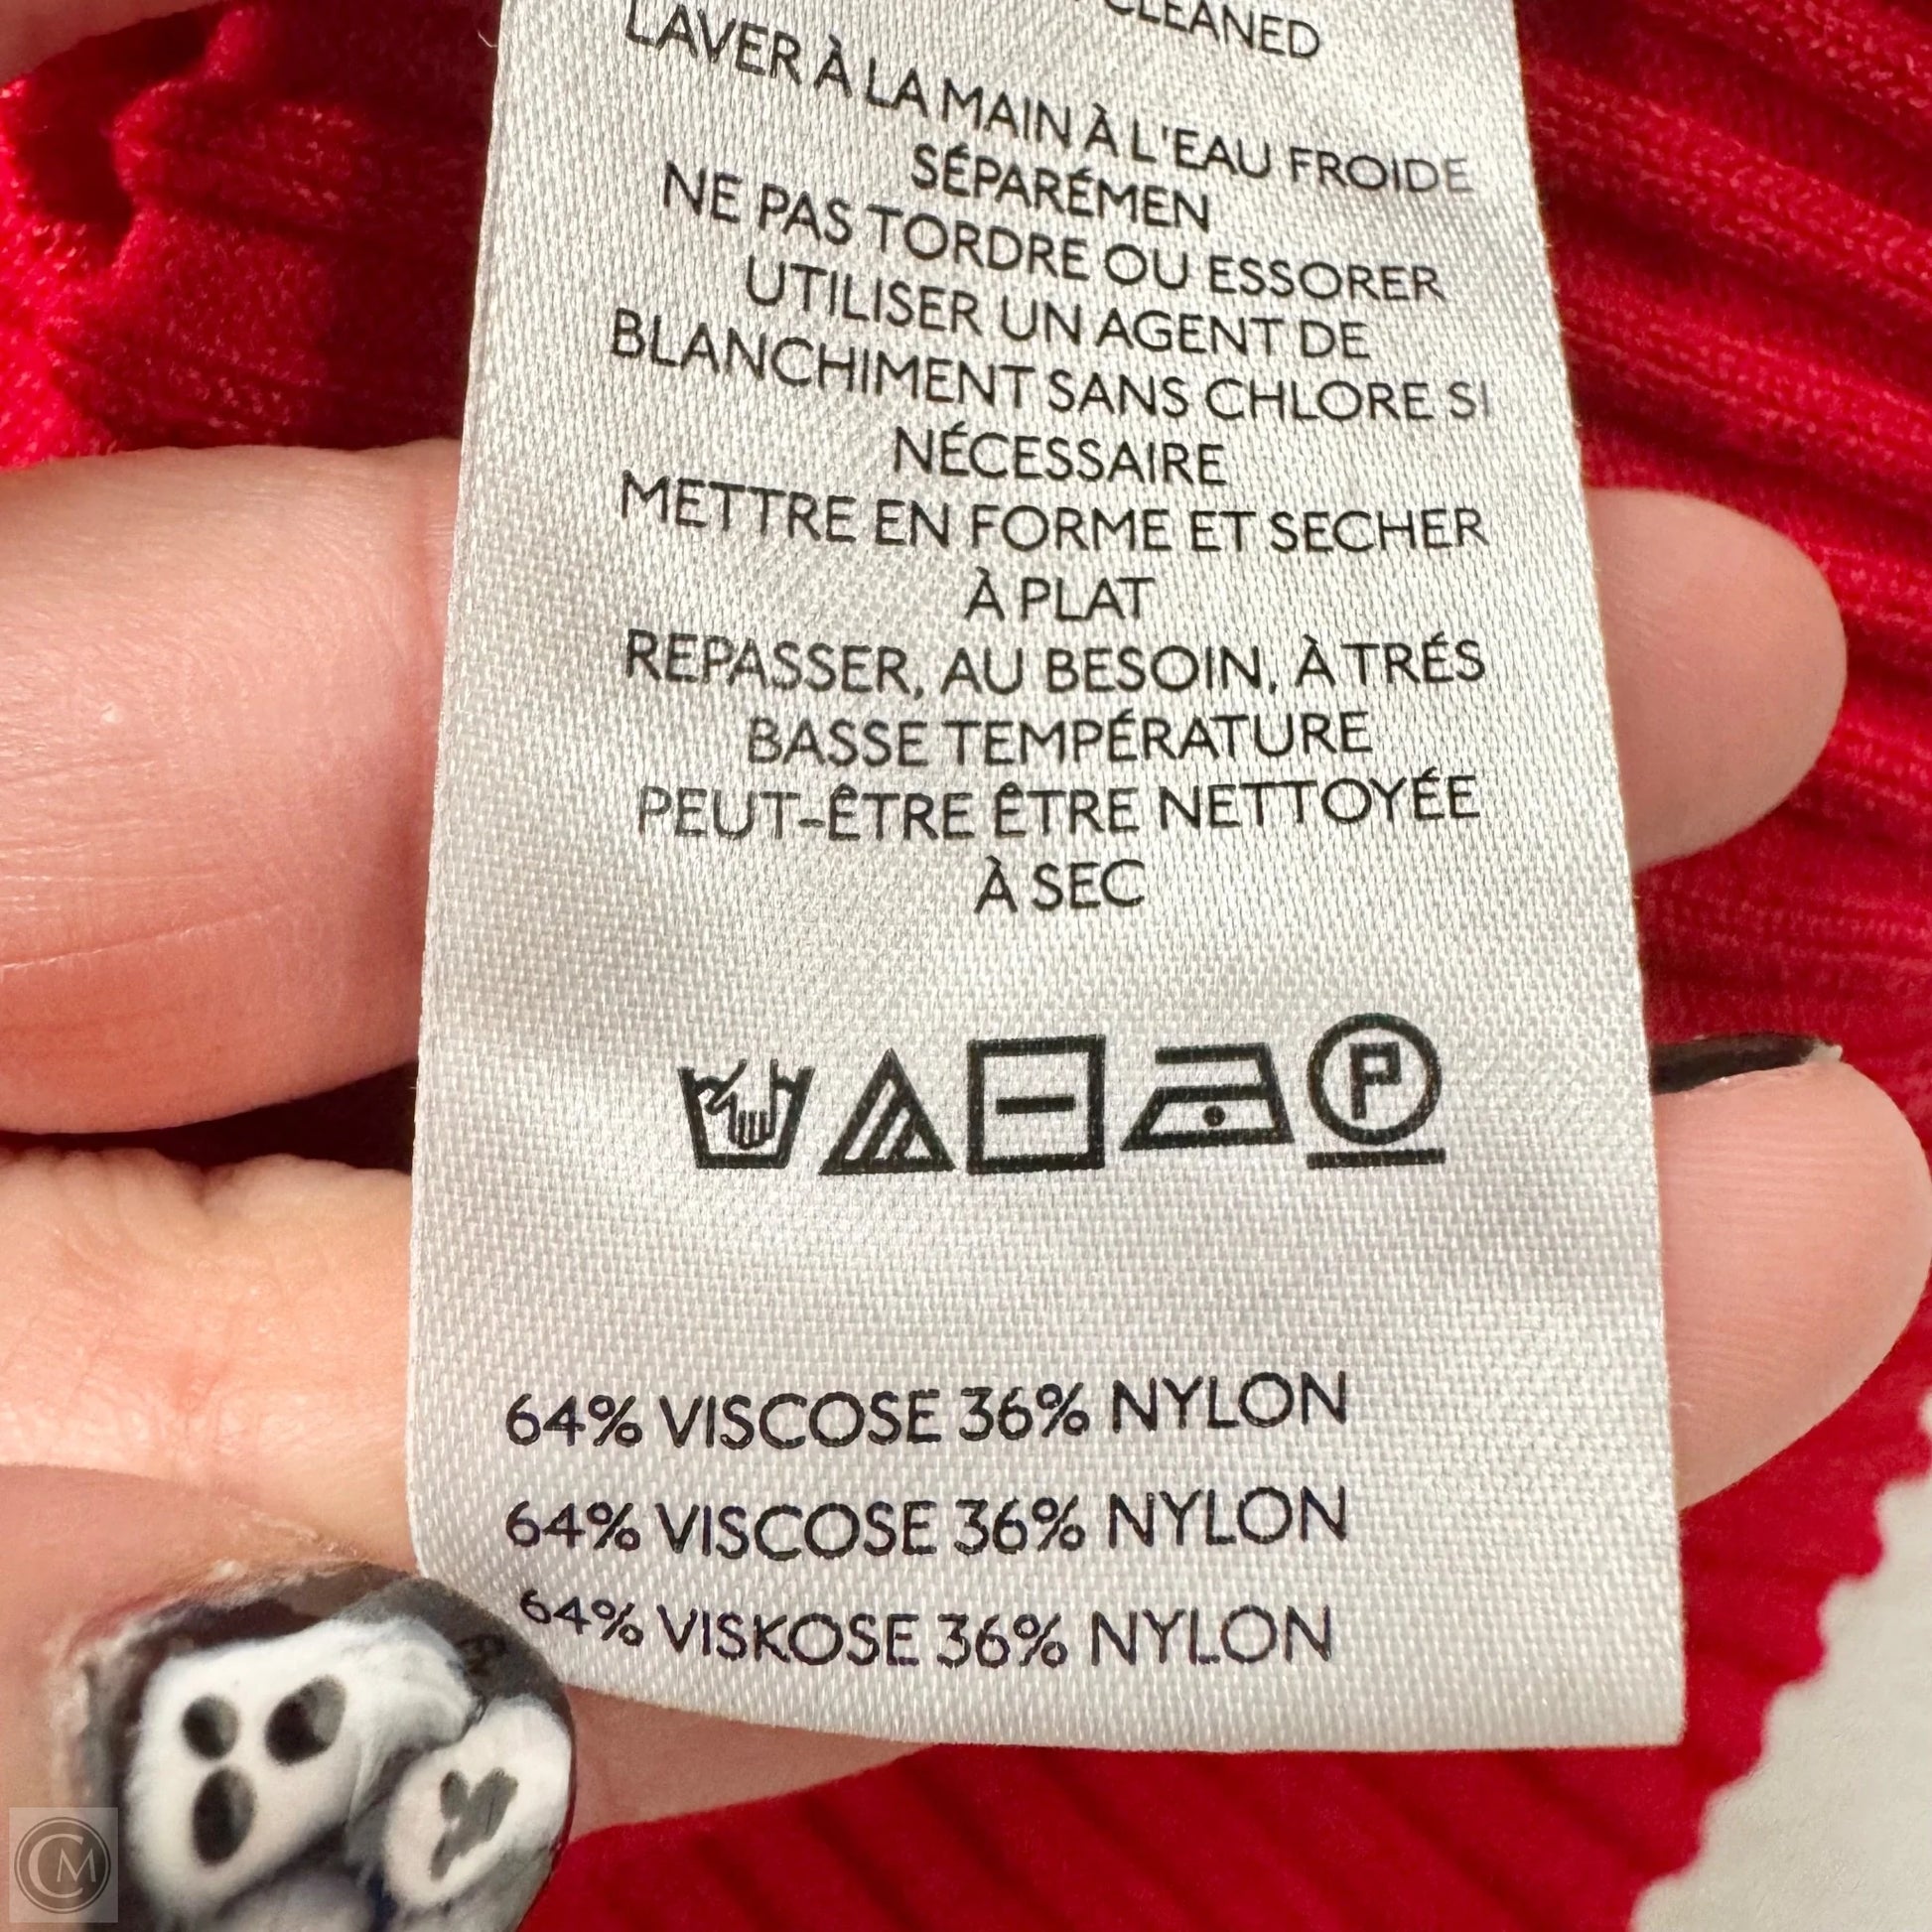 CLEANED
LAVER À LA MAIN À L'EAU FROIDE
SÉPARÉMEN
NE PAS TORDRE OU ESSORER
UTILISER UN AGENT DE
BLANCHIMENT SANS CHLORE SI
NÉCESSAIRE
METTRE EN FORME ET SECHER
À PLAT
REPASSER, AU BESOIN, À TRÉS
BASSE TEMPÉRATURE
PEUT-ÊTRE ÊTRE NETTOYÉE
À SEC
P
64% VISCOSE 36% NYLON
64% VISCOSE 36% NYLON
64% VISKOSE 36% NYLON
CM